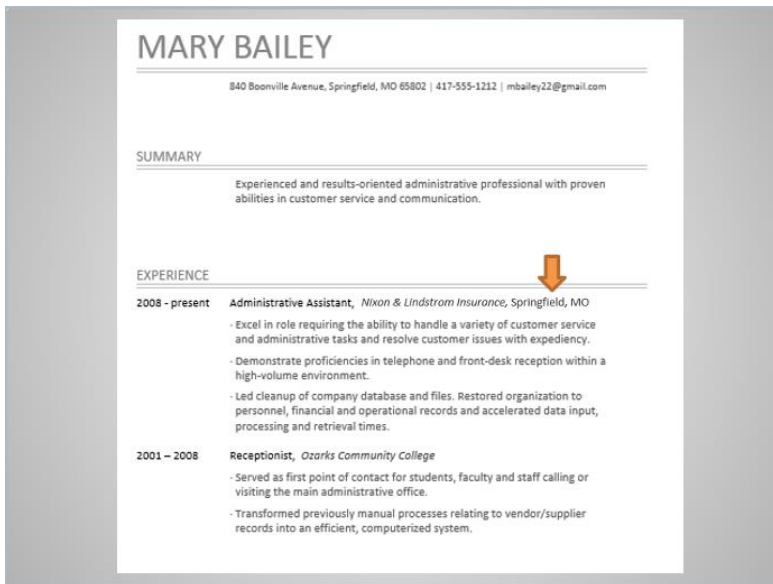 MARY BAILEY
840 Boonville Avenue, Springfield, MO 65802 | 417-555-1212 | mbailey22@gmail.com
SUMMARY
Experienced and results-oriented administrative professional with proven
abilities in customer service and communication.
EXPERIENCE
2008 - present Administrative Assistant, Nixon & Lindstrom Insurance, Springfield, MO
· Excel in role requiring the ability to handle a variety of customer service
and administrative tasks and resolve customer issues with expediency.
· Demonstrate proficiencies in telephone and front-desk reception within a
high-volume environment.
· Led cleanup of company database and files. Restored organization to
personnel, financial and operational records and accelerated data input,
processing and retrieval times.
2001 – 2008 Receptionist, Ozarks Community College
· Served as first point of contact for students, faculty and staff calling or
visiting the main administrative office.
· Transformed previously manual processes relating to vendor/supplier
records into an efficient, computerized system.